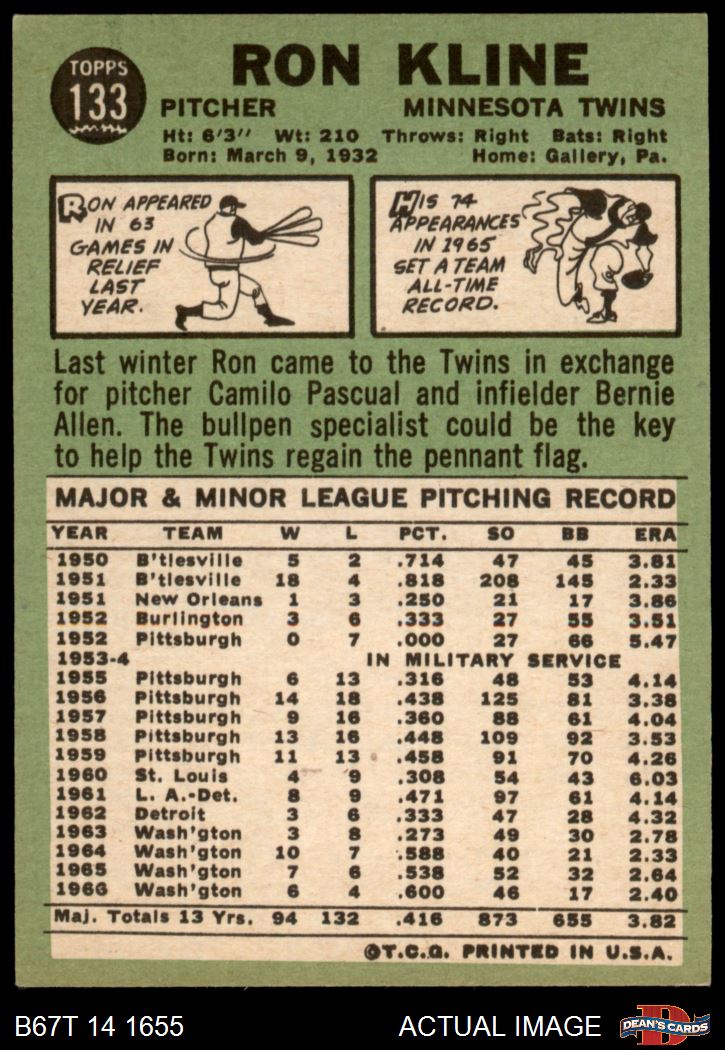 TOPPS
133
RON KLINE
PITCHER MINNESOTA TWINS
Ht: 6'3" Wt: 210 Throws: Right Bats: Right
Born: March 9, 1932 Home: Gallery, Pa.
RON APPEARED
IN 63
GAMES IN
RELIEF
LAST
YEAR.
HIS 74
APPEARANCES
IN 1965
SET A TEAM
ALL-TIME
RECORD.
Last winter Ron came to the Twins in exchange
for pitcher Camilo Pascual and infielder Bernie
Allen. The bullpen specialist could be the key
to help the Twins regain the pennant flag.
MAJOR & MINOR LEAGUE PITCHING RECORD
YEAR TEAM W L PCT. SO BB ERA
1950 B'tlesville 5 2 .714 47 45 3.81
1951 B'tlesville 18 4 .818 208 145 2.33
1951 New Orleans 1 3 .250 21 17 3.86
1952 Burlington 3 6 .333 27 55 3.51
1952 Pittsburgh 0 7 .000 27 66 5.47
1953-4 IN MILITARY SERVICE
1955 Pittsburgh 6 13 .316 48 53 4.14
1956 Pittsburgh 14 18 .438 125 81 3.38
1957 Pittsburgh 9 16 .360 88 61 4.04
1958 Pittsburgh 13 16 .448 109 92 3.53
1959 Pittsburgh 11 13 .458 91 70 4.26
1960 St. Louis 4 9 .308 54 43 6.03
1961 L. A.-Det. 8 9 .471 97 61 4.14
1962 Detroit 3 6 .333 47 28 4.32
1963 Wash'gton 3 8 .273 49 30 2.78
1964 Wash'gton 10 7 .588 40 21 2.33
1965 Wash'gton 7 6 .538 52 32 2.64
1966 Wash'gton 6 4 .600 46 17 2.40
Maj. Totals 13 Yrs. 94 132 .416 873 655 3.82
©T.C.G. PRINTED IN U.S.A.
B67T 14 1655 ACTUAL IMAGE D DEAN'S CARDS